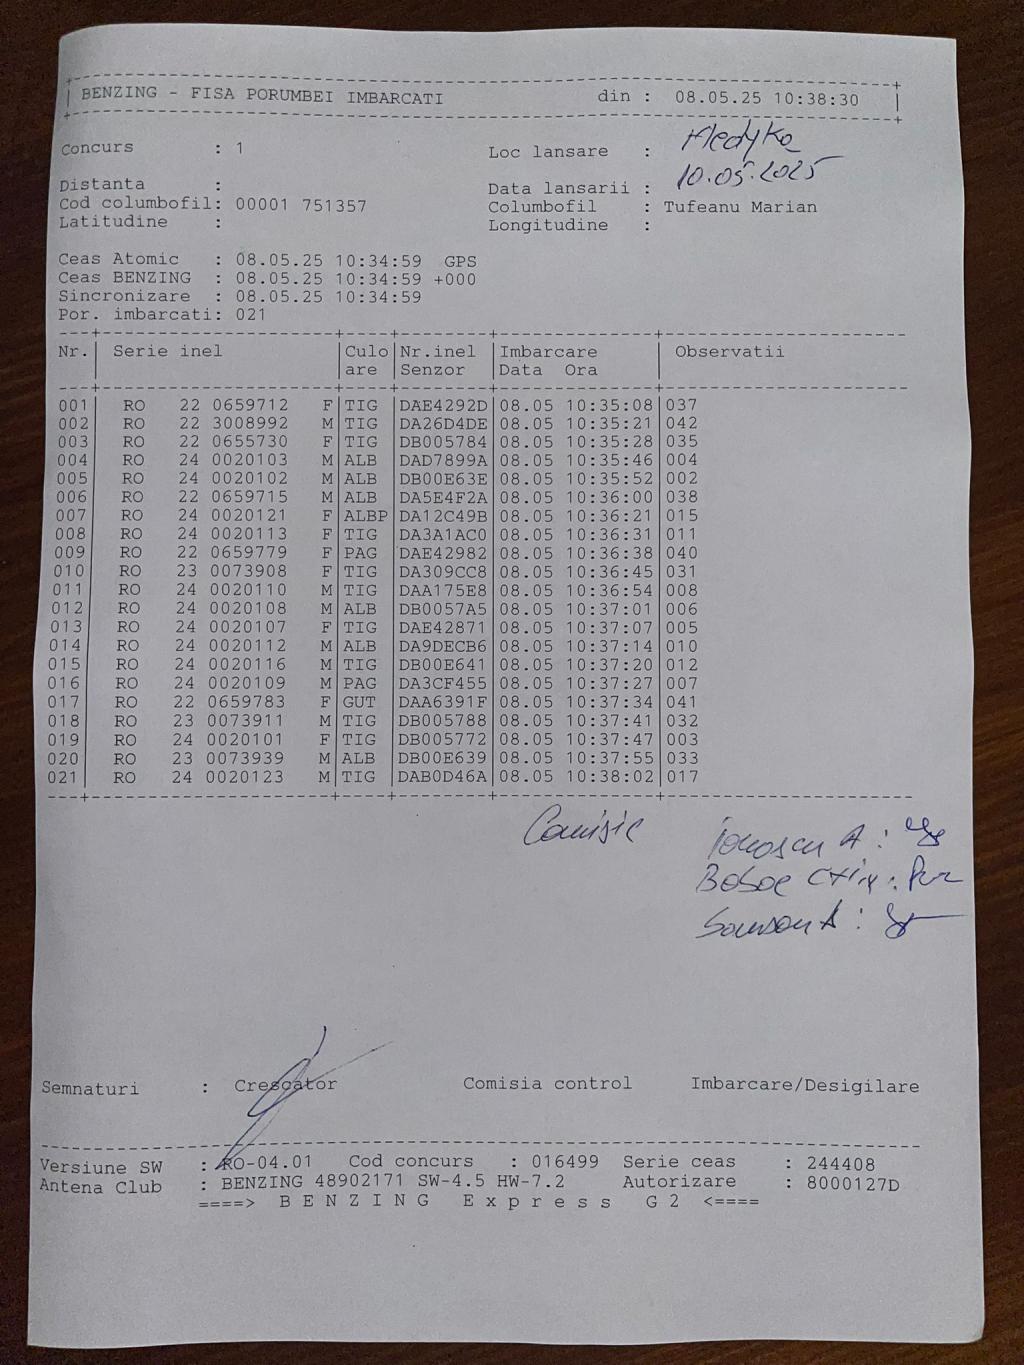 BENZING - FISA PORUMBEI IMBARCATI din : 08.05.25 10:38:30
Concurs : 1 Loc lansare : Medyka
Distanta : Data lansarii : 10.05.2025
Cod columbofil: 00001 751357 Columbofil : Tufeanu Marian
Latitudine : Longitudine :
Ceas Atomic : 08.05.25 10:34:59 GPS
Ceas BENZING : 08.05.25 10:34:59 +000
Sincronizare : 08.05.25 10:34:59
Por. imbarcati: 021
Nr. Serie inel Culo Nr.inel Imbarcare Observatii
are Senzor Data Ora
001 RO 22 0659712 F TIG DAE4292D 08.05 10:35:08 037
002 RO 22 3008992 M TIG DA26D4DE 08.05 10:35:21 042
003 RO 22 0655730 F TIG DB005784 08.05 10:35:28 035
004 RO 24 0020103 M ALB DAD7899A 08.05 10:35:46 004
005 RO 24 0020102 M ALB DB00E63E 08.05 10:35:52 002
006 RO 22 0659715 M ALB DA5E4F2A 08.05 10:36:00 038
007 RO 24 0020121 F ALBP DA12C49B 08.05 10:36:21 015
008 RO 24 0020113 F TIG DA3A1AC0 08.05 10:36:31 011
009 RO 22 0659779 F PAG DAE42982 08.05 10:36:38 040
010 RO 23 0073908 F TIG DA309CC8 08.05 10:36:45 031
011 RO 24 0020110 M TIG DAA175E8 08.05 10:36:54 008
012 RO 24 0020108 M ALB DB0057A5 08.05 10:37:01 006
013 RO 24 0020107 F TIG DAE42871 08.05 10:37:07 005
014 RO 24 0020112 M ALB DA9DECB6 08.05 10:37:14 010
015 RO 24 0020116 M TIG DB00E641 08.05 10:37:20 012
016 RO 24 0020109 M PAG DA3CF455 08.05 10:37:27 007
017 RO 22 0659783 F GUT DAA6391F 08.05 10:37:34 041
018 RO 23 0073911 M TIG DB005788 08.05 10:37:41 032
019 RO 24 0020101 F TIG DB005772 08.05 10:37:47 003
020 RO 23 0073939 M ALB DB00E639 08.05 10:37:55 033
021 RO 24 0020123 M TIG DAB0D46A 08.05 10:38:02 017
Comisie
A :
Samson A :
Semnaturi : Crescator Comisia control Imbarcare/Desigilare
Versiune SW : RO-04.01 Cod concurs : 016499 Serie ceas : 244408
Antena Club : BENZING 48902171 SW-4.5 HW-7.2 Autorizare : 8000127D
====> B E N Z I N G E x p r e s s G 2 <====